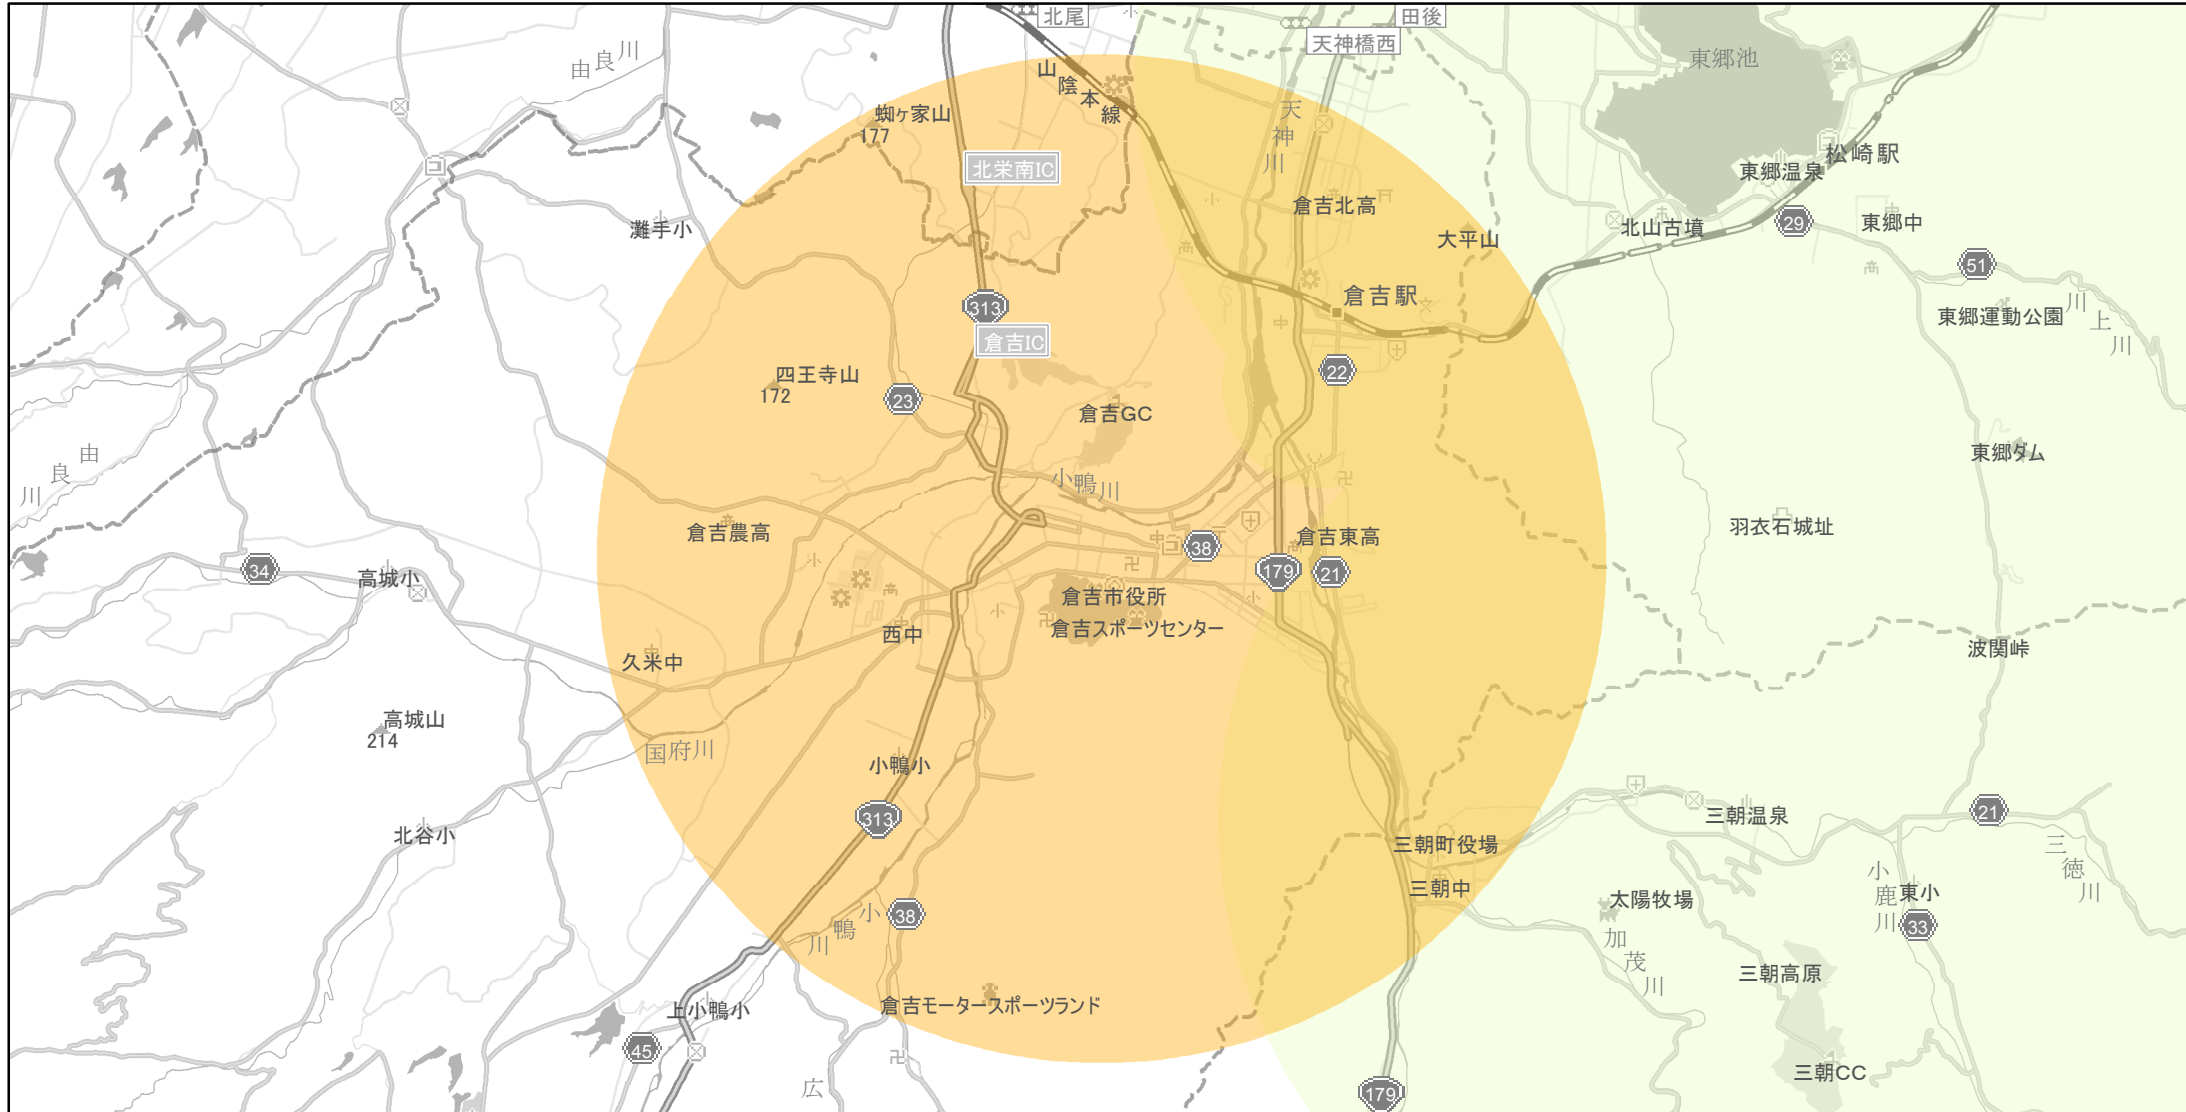 北尾
田後
天神橋西
由良川
山陰本線
東郷池
蜘ヶ家山
177
天神川
北栄南IC
松崎駅
東郷温泉
倉吉北高
灘手小
北山古墳
29
東郷中
大平山
51
倉吉駅
313
川上川
東郷運動公園
倉吉IC
22
四王寺山
172
23
倉吉GC
由良川
東郷ダム
小鴨川
倉吉農高
羽衣石城址
倉吉東高
38
34
高城小
179
21
倉吉市役所
倉吉スポーツセンター
西中
久米中
波関峠
高城山
214
国府川
小鴨小
313
21
三朝温泉
北谷小
三朝町役場
三徳川
三朝中
小鹿川
東小
太陽牧場
38
小鴨川
33
加茂川
三朝高原
倉吉モータースポーツランド
上小鴨小
45
三朝CC
広
179